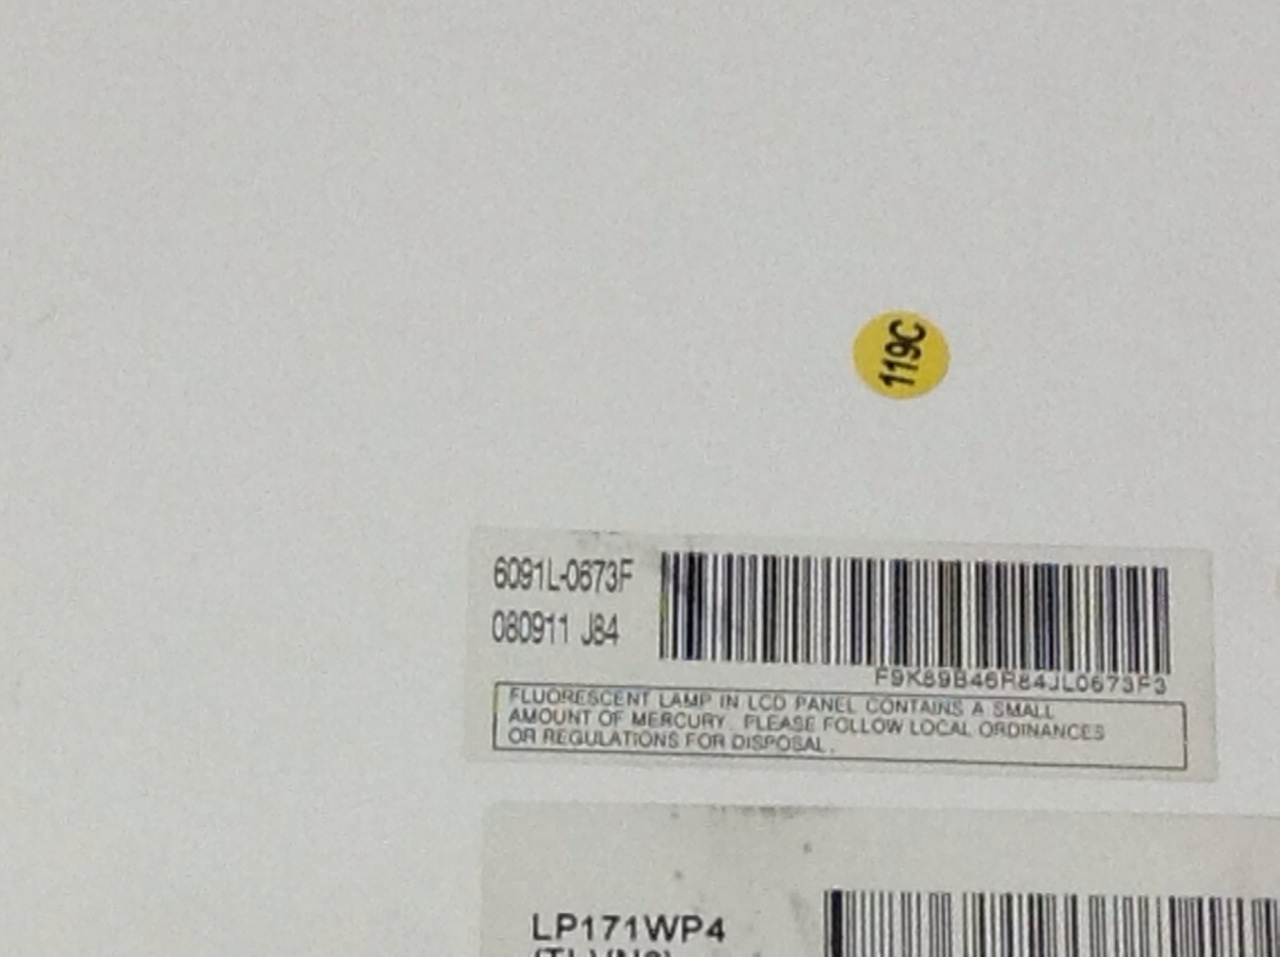 119C
6091L-0673F
080911 J84
F9K89B46R84JL0673F3
FLUORESCENT LAMP IN LCD PANEL CONTAINS A SMALL
AMOUNT OF MERCURY. PLEASE FOLLOW LOCAL ORDINANCES
OR REGULATIONS FOR DISPOSAL.
LP171WP4